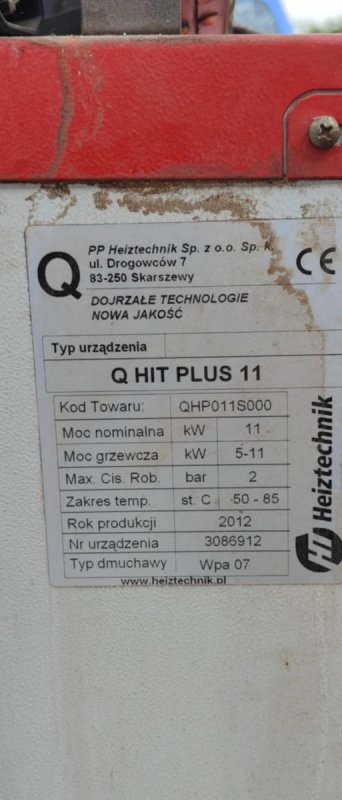 Q
PP Heiztechnik Sp. z o.o. Sp. k.
ul. Drogowców 7
83-250 Skarszewy
CE
DOJRZAŁE TECHNOLOGIE
NOWA JAKOŚĆ
Typ urządzenia
Q HIT PLUS 11
Kod Towaru: QHP011S000
Moc nominalna kW 11
Moc grzewcza kW 5-11
Max. Cis. Rob. bar 2
Zakres temp. st. C 50 - 85
Rok produkcji 2012
Nr urządzenia 3086912
Typ dmuchawy Wpa 07
www.heiztechnik.pl
Heiztechnik